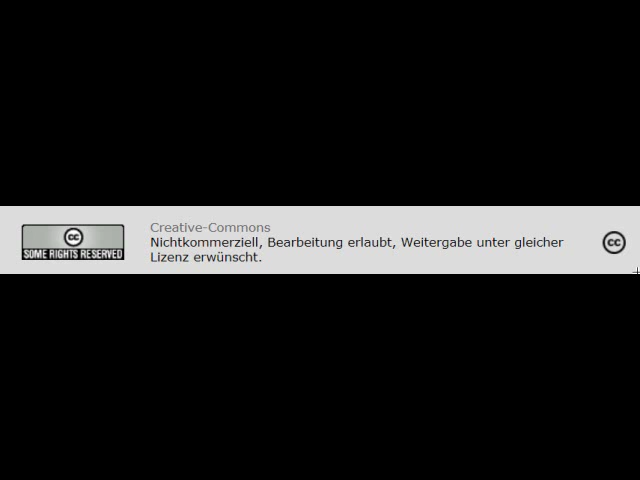 Creative-Commons
Nichtkommerziell, Bearbeitung erlaubt, Weitergabe unter gleicher
Lizenz erwünscht.
cc
SOME RIGHTS RESERVED
cc